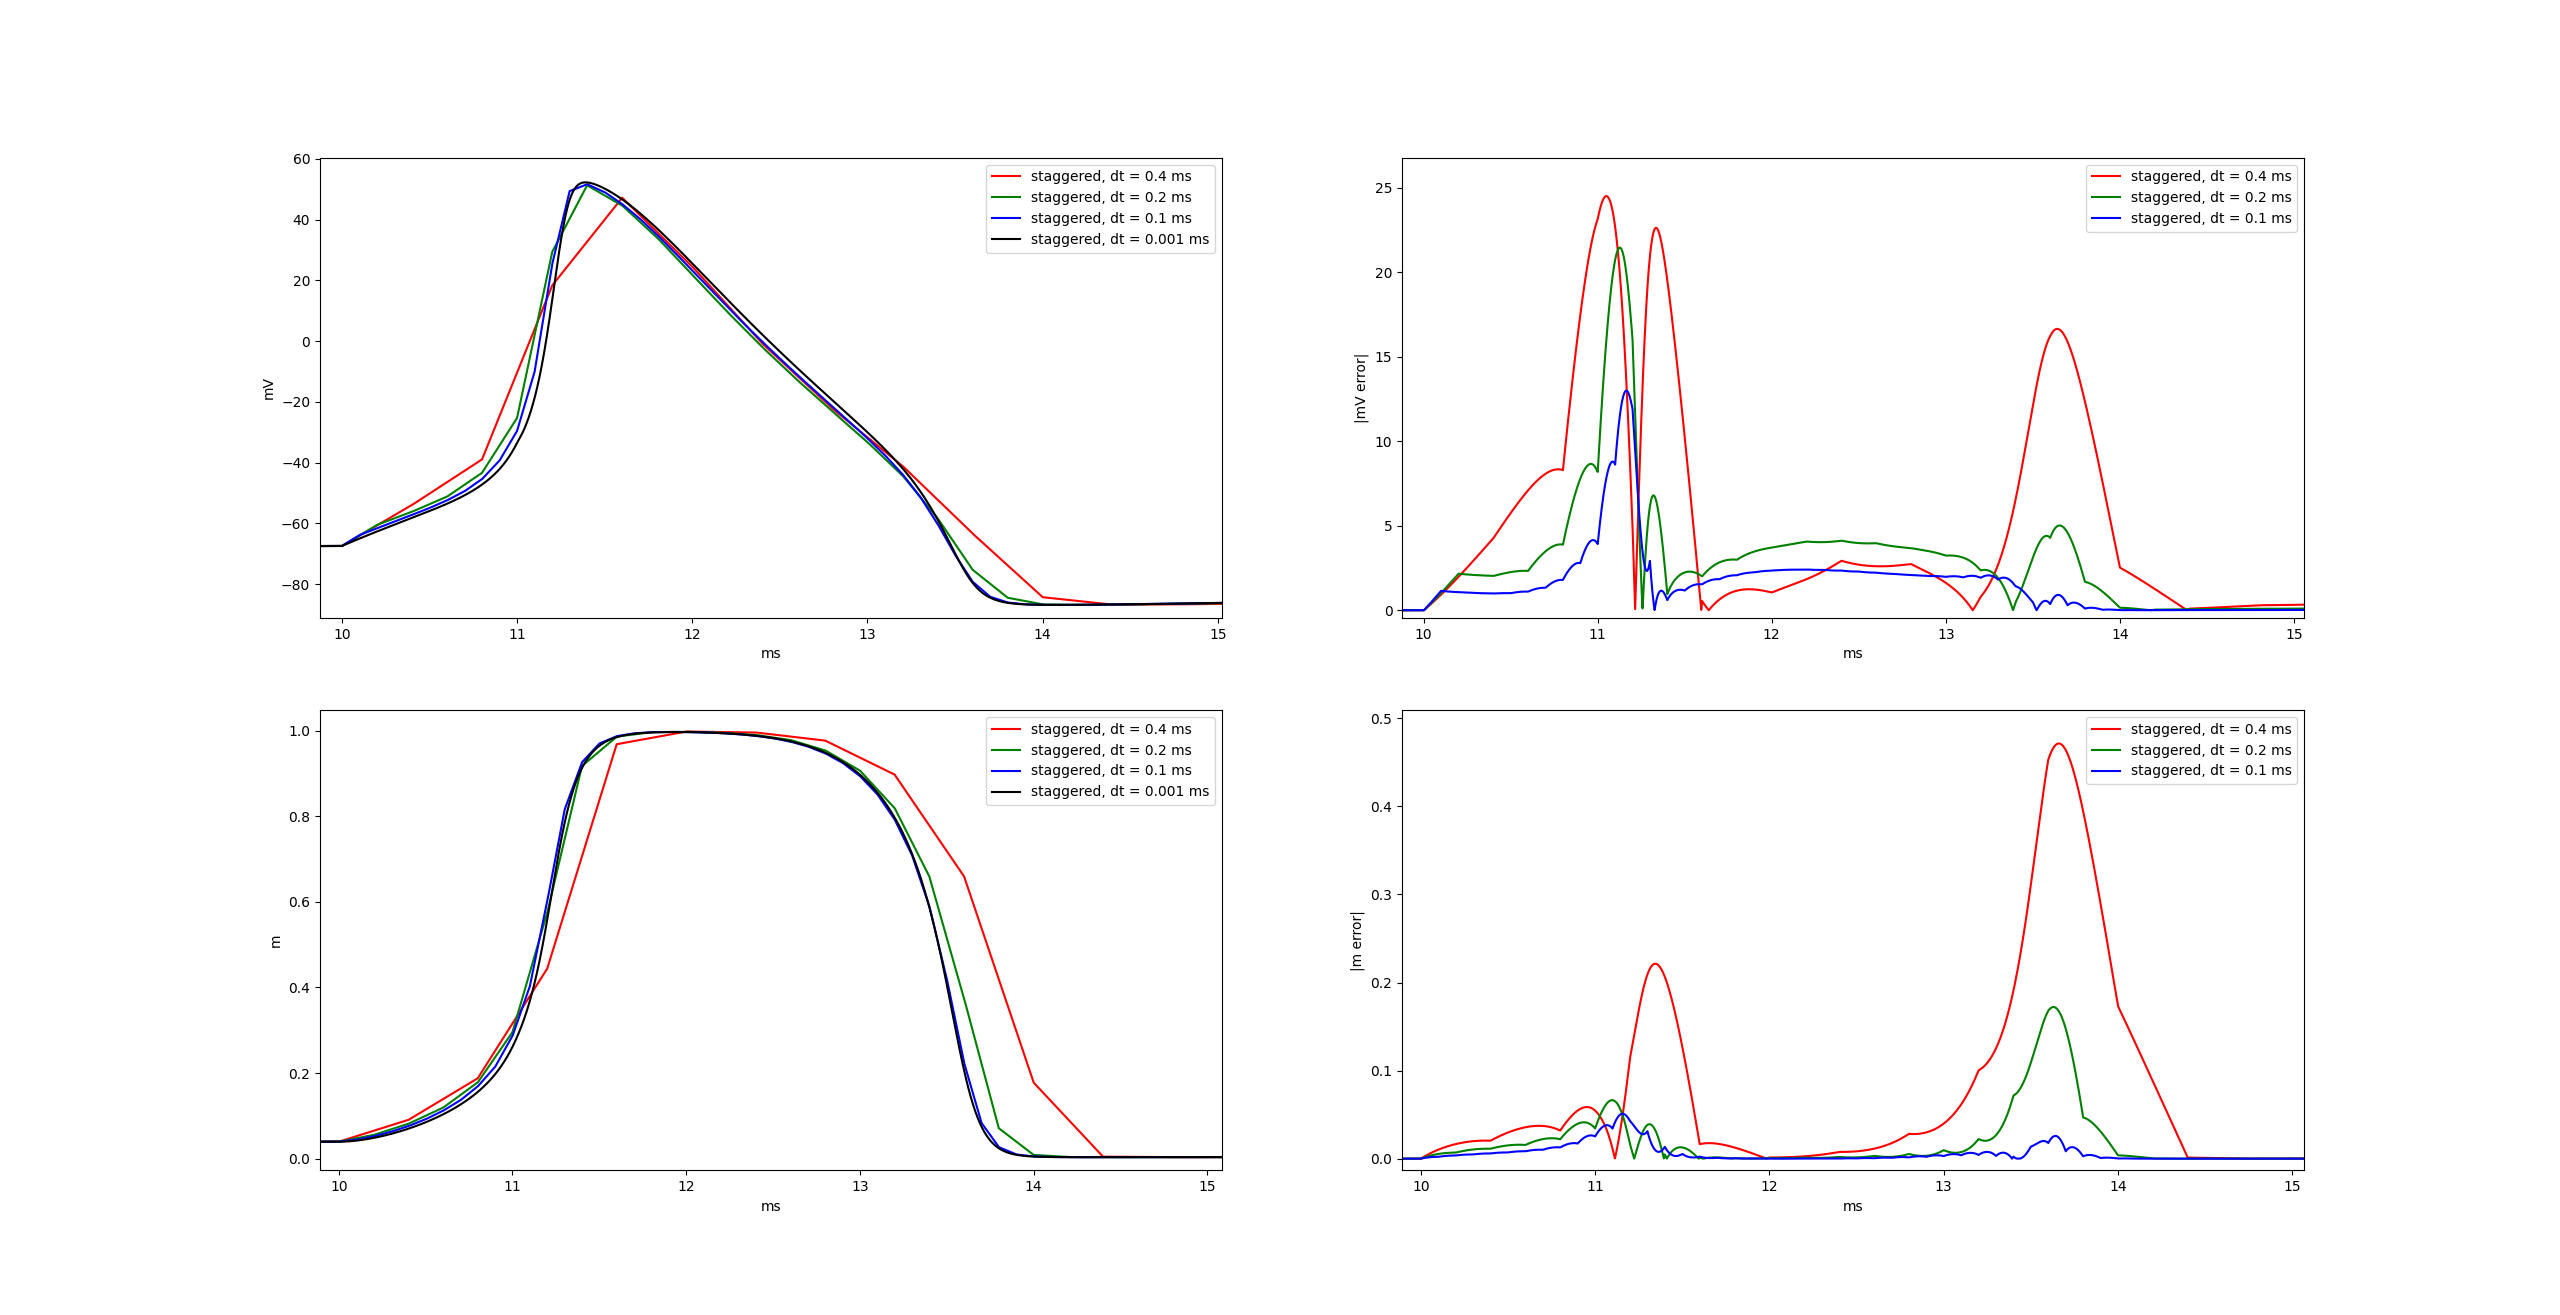 60
40
20
0
−20
−40
−60
−80
mV
10 11 12 13 14 15
ms
staggered, dt = 0.4 ms
staggered, dt = 0.2 ms
staggered, dt = 0.1 ms
staggered, dt = 0.001 ms
25
20
15
10
5
0
|mV error|
10 11 12 13 14 15
ms
staggered, dt = 0.4 ms
staggered, dt = 0.2 ms
staggered, dt = 0.1 ms
1.0
0.8
0.6
0.4
0.2
0.0
m
10 11 12 13 14 15
ms
staggered, dt = 0.4 ms
staggered, dt = 0.2 ms
staggered, dt = 0.1 ms
staggered, dt = 0.001 ms
0.5
0.4
0.3
0.2
0.1
0.0
|m error|
10 11 12 13 14 15
ms
staggered, dt = 0.4 ms
staggered, dt = 0.2 ms
staggered, dt = 0.1 ms